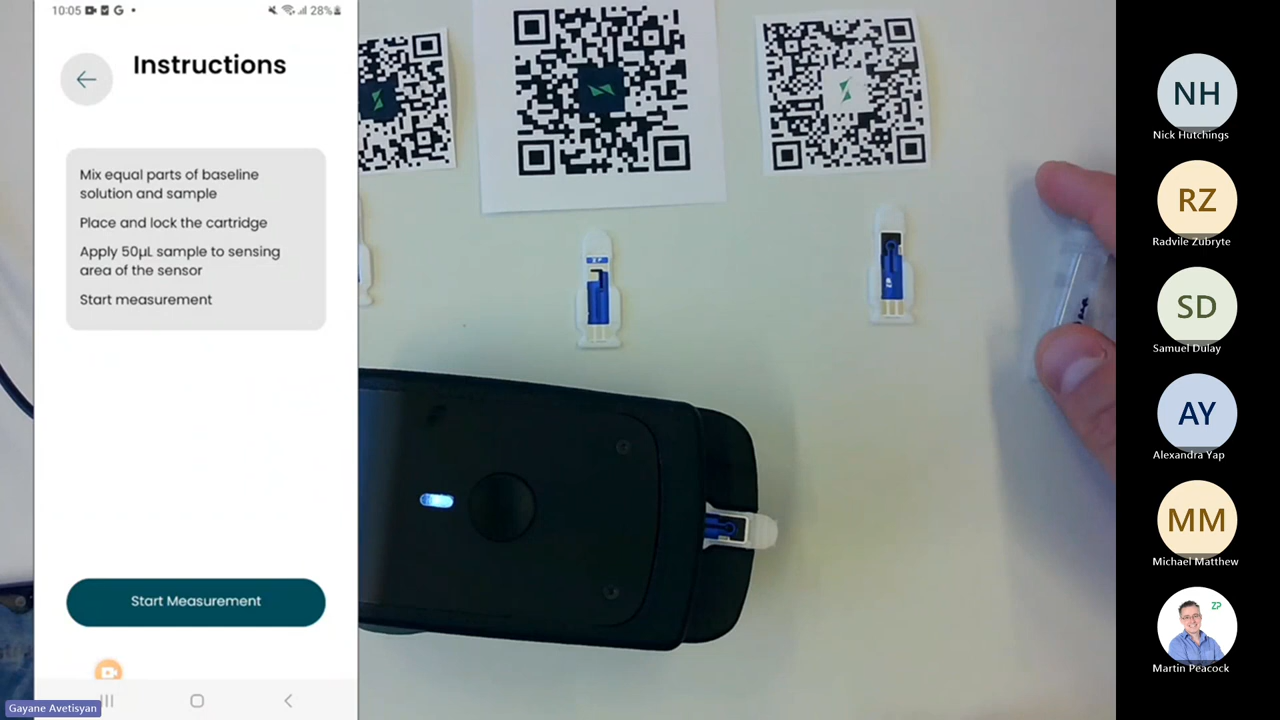 10:05
28%
Instructions
Mix equal parts of baseline
solution and sample
Place and lock the cartridge
Apply 50µL sample to sensing
area of the sensor
Start measurement
Start Measurement
Gayane Avetisyan
ZP
NH
Nick Hutchings
RZ
Radvile Zubryte
SD
Samuel Dulay
AY
Alexandra Yap
MM
Michael Matthew
ZP
Martin Peacock